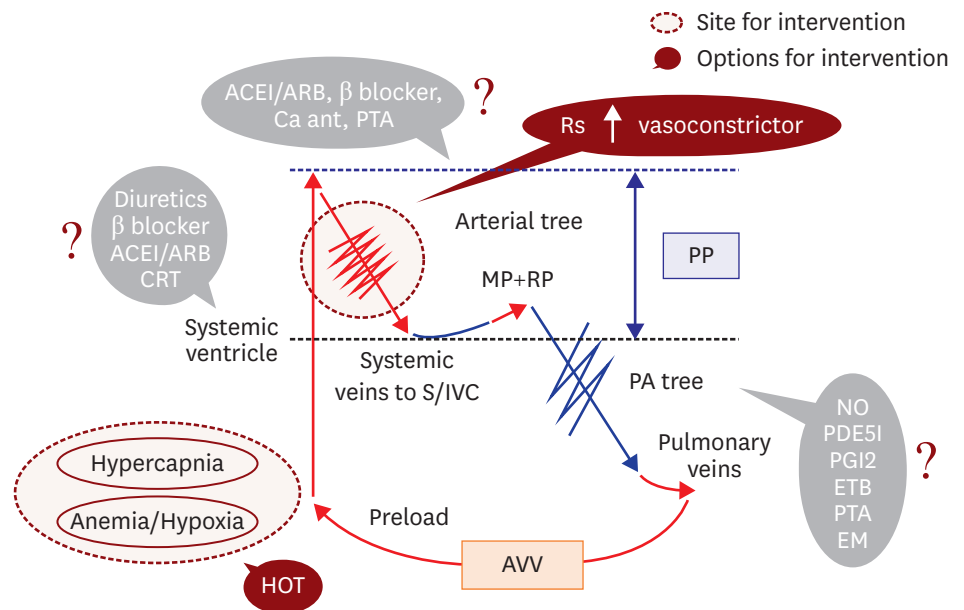 Site for intervention
Options for intervention
ACEI/ARB, β blocker,
Ca ant, PTA
?
Rs vasoconstrictor
Diuretics
β blocker
ACEI/ARB
CRT
?
Arterial tree
PP
MP+RP
Systemic
ventricle
Systemic
veins to S/IVC
PA tree
Pulmonary
veins
NO
PDE5I
PGI2
ETB
PTA
EM
?
Hypercapnia
Anemia/Hypoxia
Preload
AVV
HOT